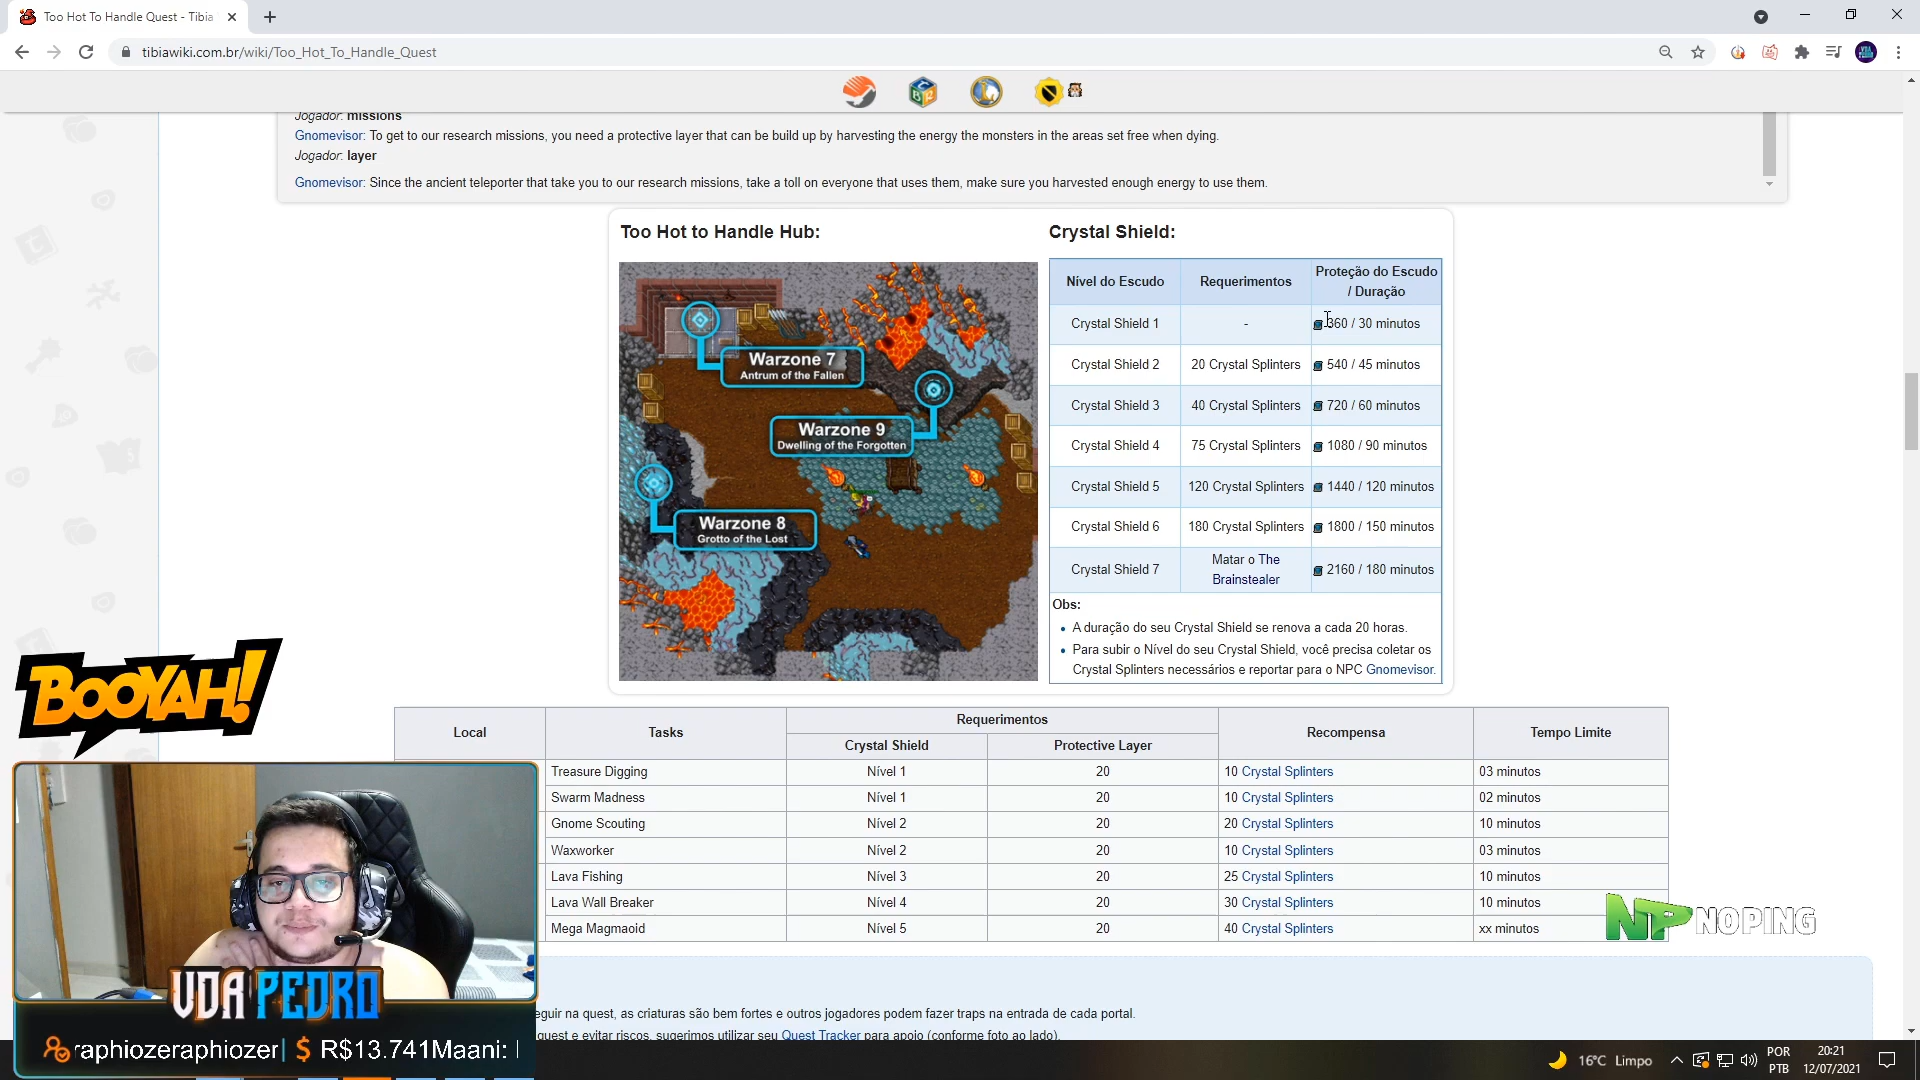 Too Hot To Handle Quest - Tibia
tibiawiki.com.br/wiki/Too_Hot_To_Handle_Quest
Jogador: missions
Gnomevisor: To get to our research missions, you need a protective layer that can be build up by harvesting the energy the monsters in the areas set free when dying.
Jogador: layer
Gnomevisor: Since the ancient teleporter that take you to our research missions, take a toll on everyone that uses them, make sure you harvested enough energy to use them.
Too Hot to Handle Hub:
Warzone 7
Antrum of the Fallen
Warzone 9
Dwelling of the Forgotten
Warzone 8
Grotto of the Lost
Crystal Shield:
Nível do Escudo Requerimentos Proteção do Escudo / Duração
Crystal Shield 1 - 360 / 30 minutos
Crystal Shield 2 20 Crystal Splinters 540 / 45 minutos
Crystal Shield 3 40 Crystal Splinters 720 / 60 minutos
Crystal Shield 4 75 Crystal Splinters 1080 / 90 minutos
Crystal Shield 5 120 Crystal Splinters 1440 / 120 minutos
Crystal Shield 6 180 Crystal Splinters 1800 / 150 minutos
Crystal Shield 7 Matar o The Brainstealer 2160 / 180 minutos
Obs:
A duração do seu Crystal Shield se renova a cada 20 horas.
Para subir o Nível do seu Crystal Shield, você precisa coletar os
Crystal Splinters necessários e reportar para o NPC Gnomevisor.
Local Tasks Requerimentos Recompensa Tempo Limite
Crystal Shield Protective Layer
Treasure Digging Nível 1 20 10 Crystal Splinters 03 minutos
Swarm Madness Nível 1 20 10 Crystal Splinters 02 minutos
Gnome Scouting Nível 2 20 20 Crystal Splinters 10 minutos
Waxworker Nível 2 20 10 Crystal Splinters 03 minutos
Lava Fishing Nível 3 20 25 Crystal Splinters 10 minutos
Lava Wall Breaker Nível 4 20 30 Crystal Splinters 10 minutos
Mega Magmaoid Nível 5 20 40 Crystal Splinters xx minutos
eguir na quest, as criaturas são bem fortes e outros jogadores podem fazer traps na entrada de cada portal.
quest e evitar riscos, sugerimos utilizar seu Quest Tracker para apoio (conforme foto ao lado).
BOOYAH!
VDA PEDRO
raphiozeraphiozer| $ R$13.741Maani:
NP NOPING
16°C Limpo
POR
PTB
20:21
12/07/2021